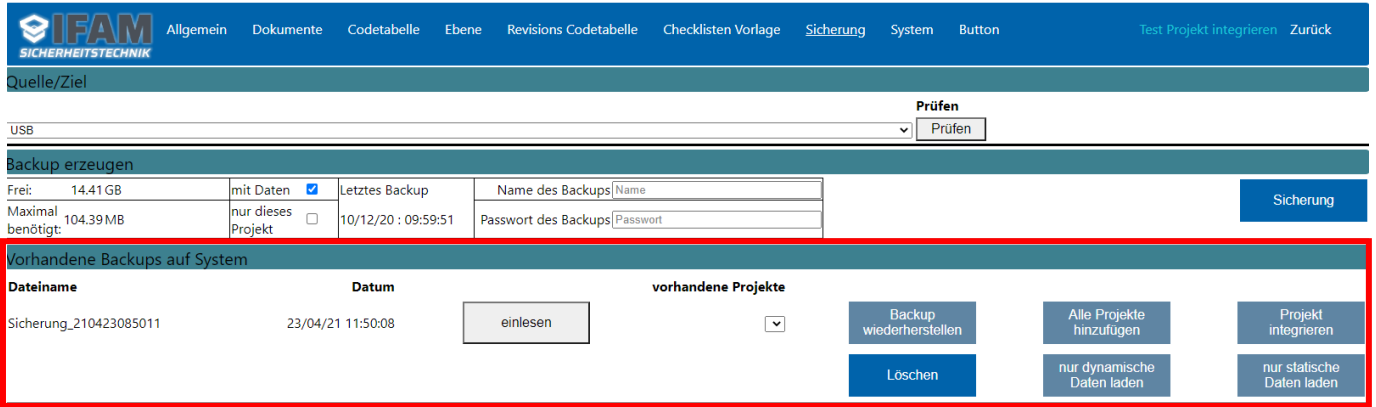 IFAM
SICHERHEITSTECHNIK
Allgemein Dokumente Codetabelle Ebene Revisions Codetabelle Checklisten Vorlage Sicherung System Button Test Projekt integrieren Zurück
Quelle/Ziel
Prüfen
USB Prüfen
Backup erzeugen
Frei: 14.41 GB mit Daten Letztes Backup Name des Backups Name
Sicherung
Maximal benötigt: 104.39 MB nur dieses Projekt 10/12/20 : 09:59:51 Passwort des Backups Passwort
Vorhandene Backups auf System
Dateiname Datum vorhandene Projekte
Sicherung_210423085011 23/04/21 11:50:08 einlesen Backup wiederherstellen Alle Projekte hinzufügen Projekt integrieren
Löschen nur dynamische Daten laden nur statische Daten laden